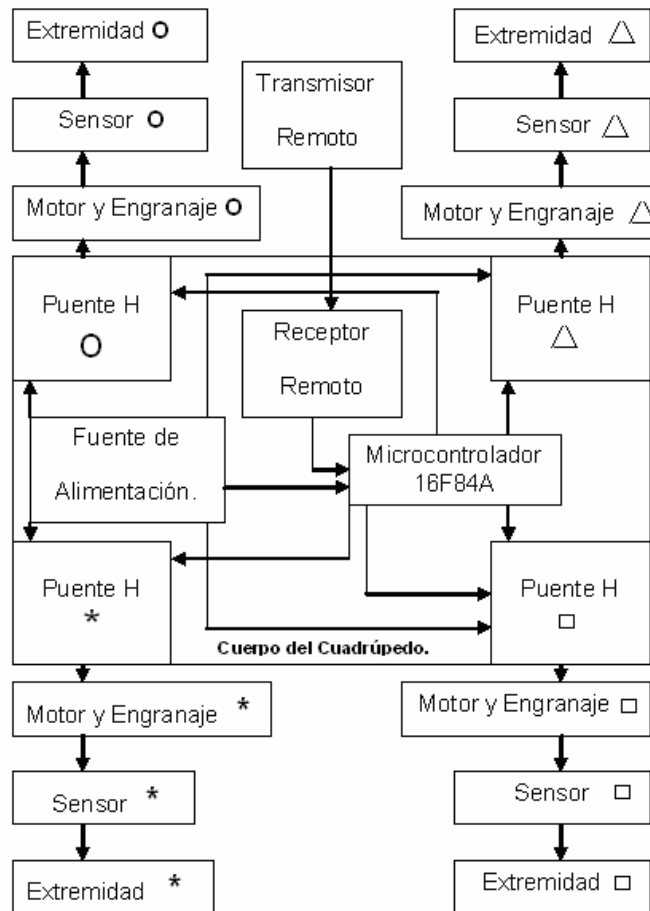 Extremidad O
Extremidad △
Transmisor
Remoto
Sensor O
Sensor △
Motor y Engranaje O
Motor y Engranaje △
Puente H
O
Puente H
△
Receptor
Remoto
Fuente de
Alimentación.
Microcontrolador
16F84A
Puente H
*
Puente H
□
Cuerpo del Cuadrúpedo.
Motor y Engranaje *
Motor y Engranaje □
Sensor *
Sensor □
Extremidad *
Extremidad □